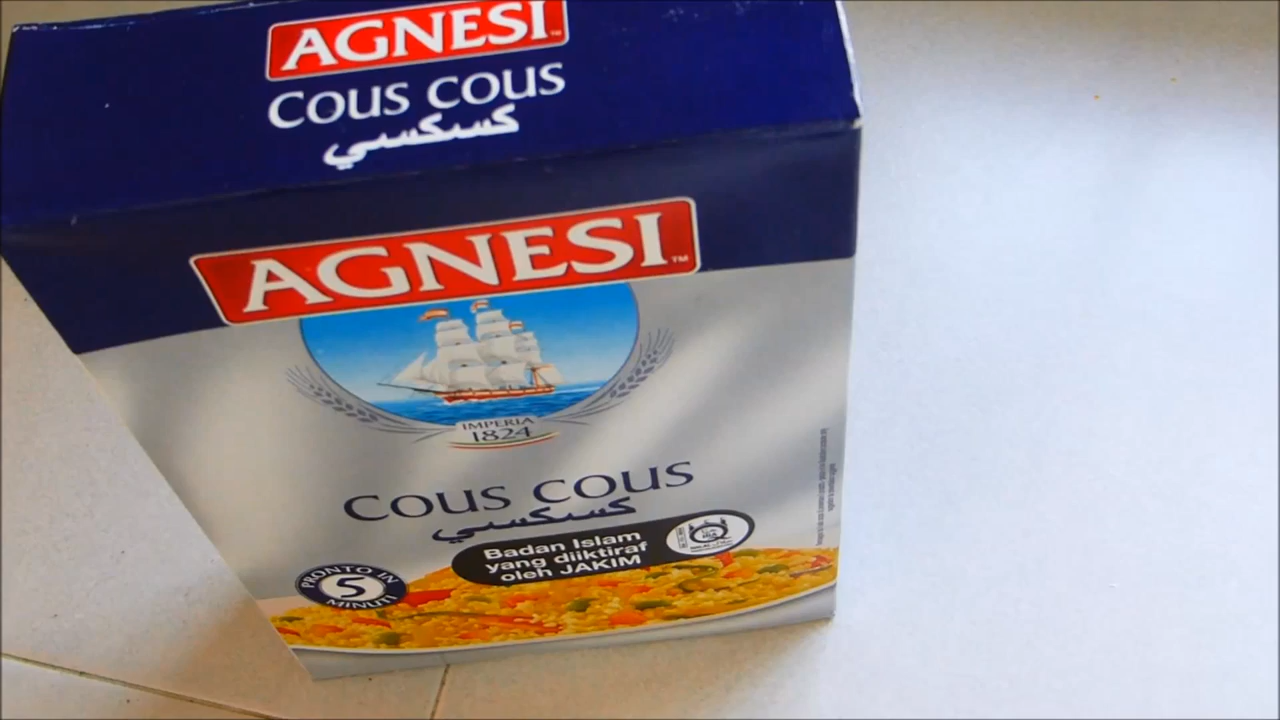 AGNESI
COUS COUS
كسكسي
AGNESI™
IMPERIA
1824
COUS COUS
كسكسي
Badan Islam
yang diiktiraf
oleh JAKIM
PRONTO IN
5
MINUTI